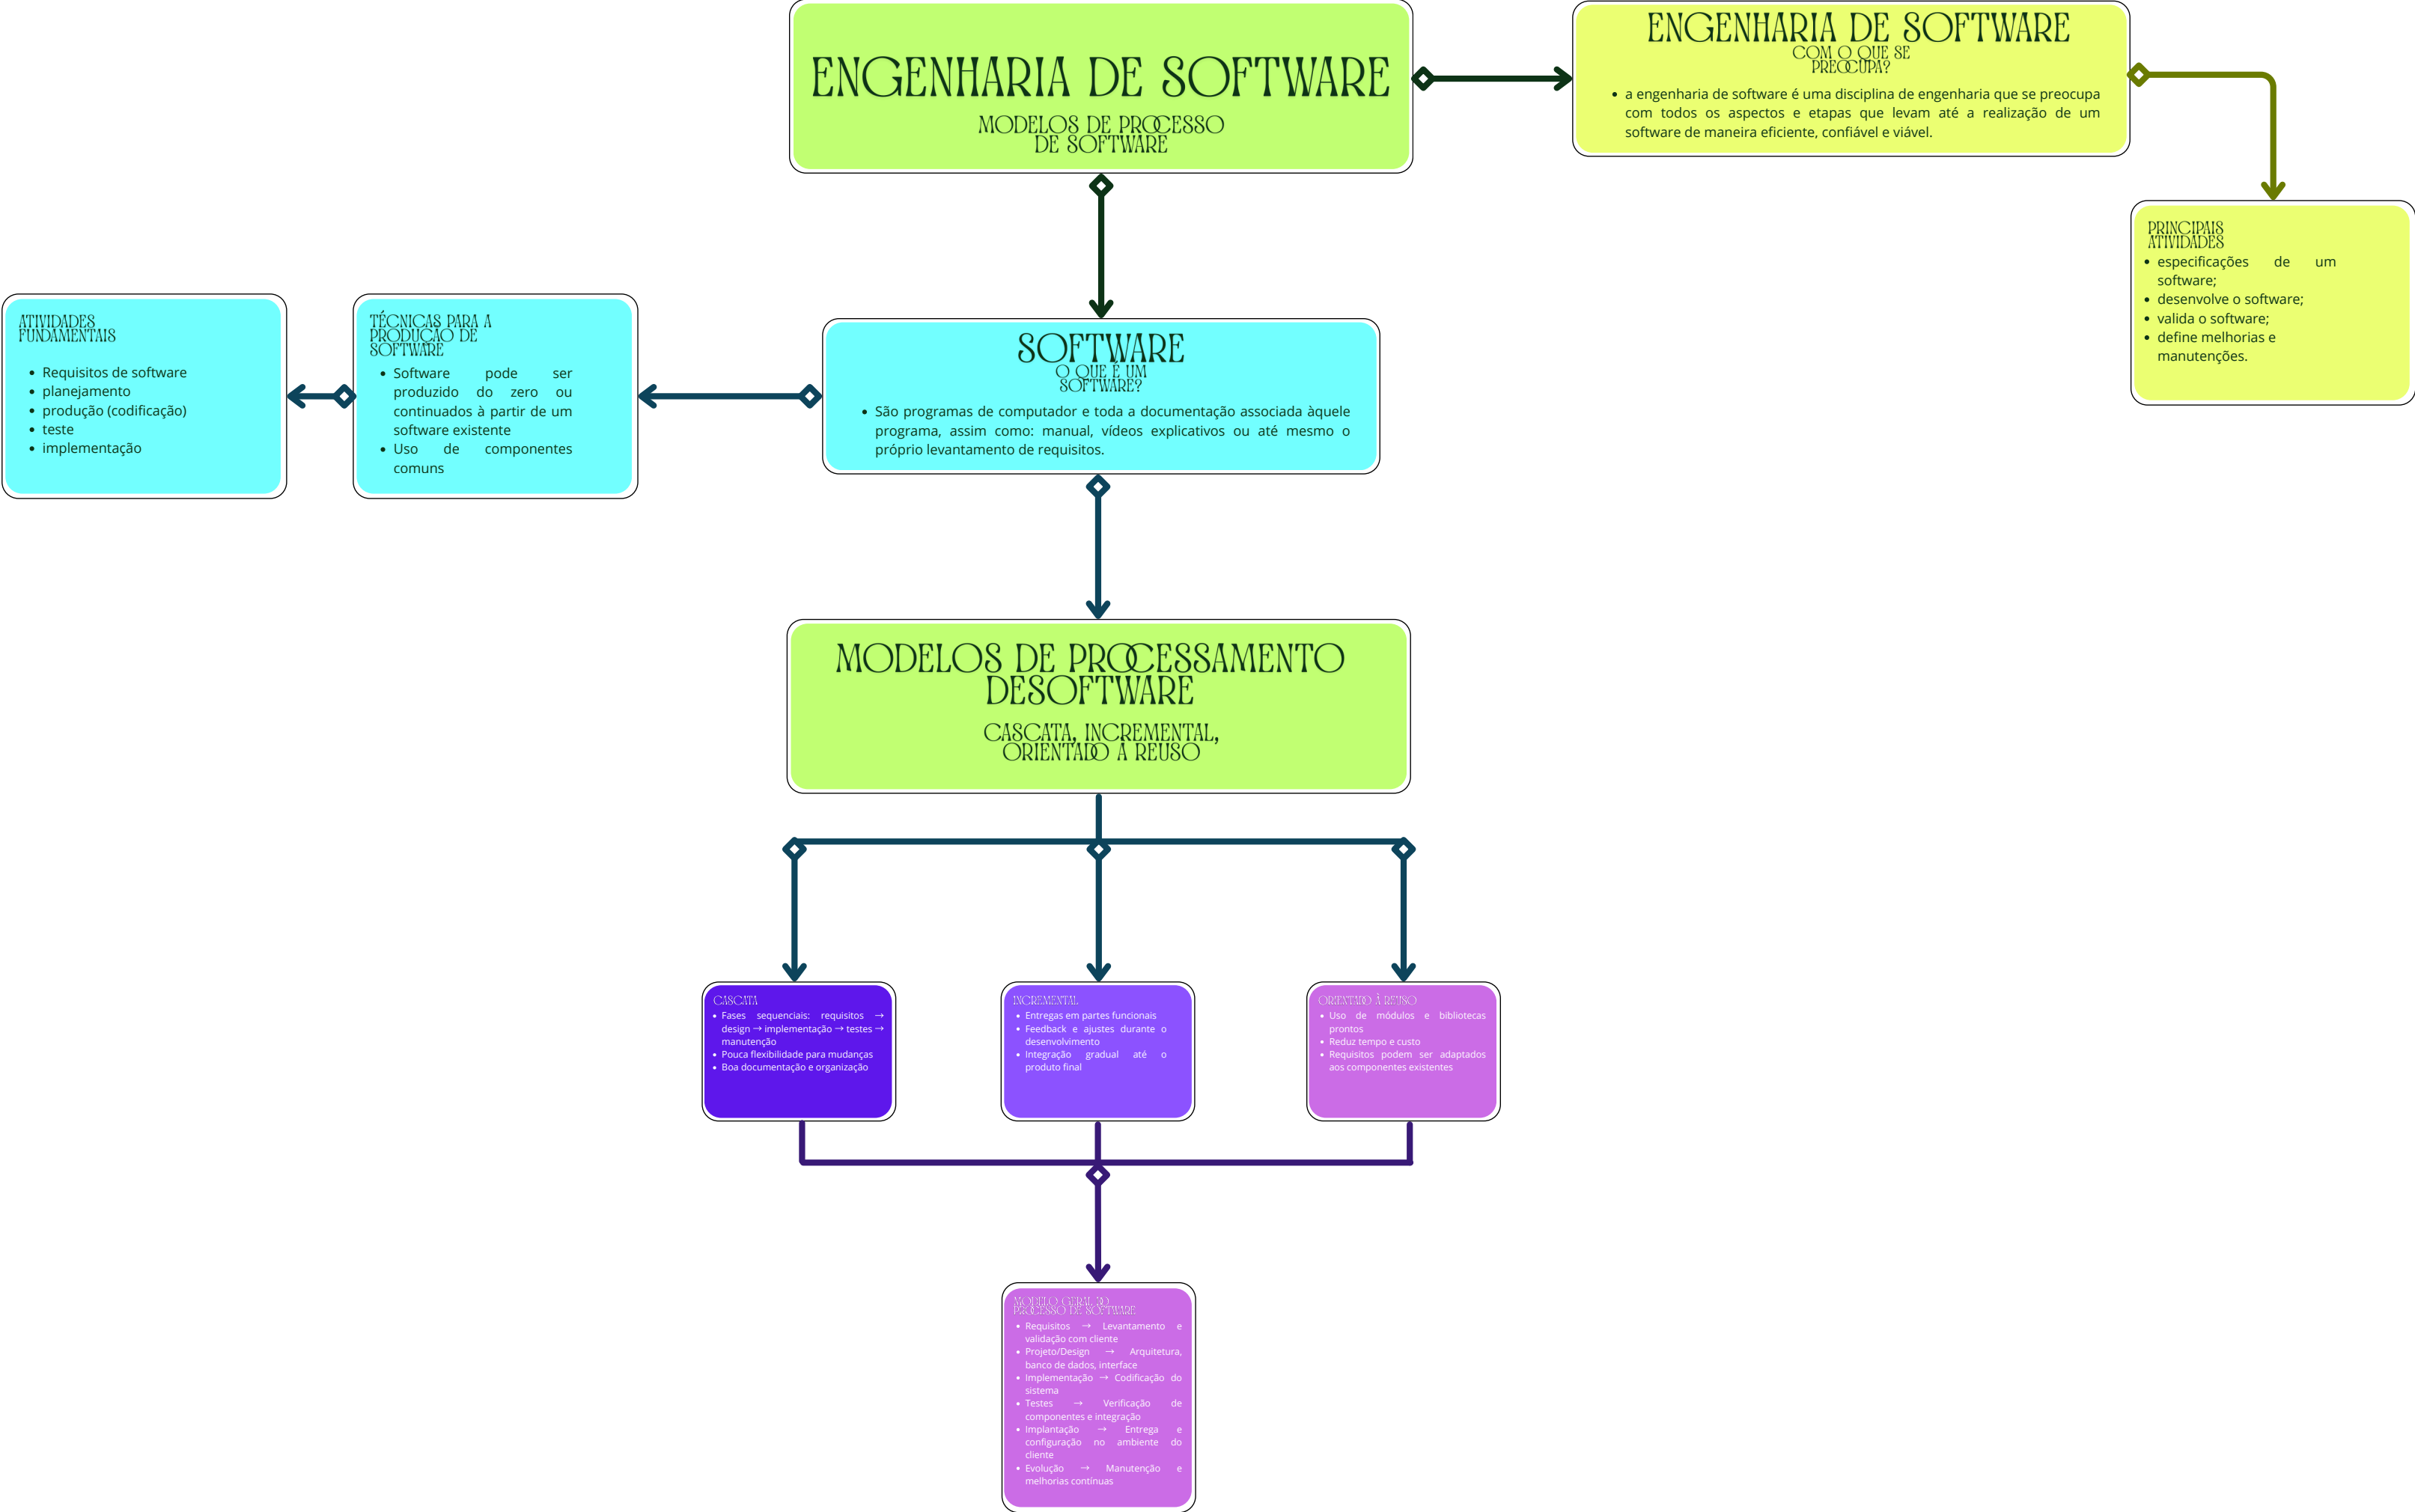 ENGENHARIA DE SOFTWARE
MODELOS DE PROCESSO
DE SOFTWARE
ENGENHARIA DE SOFTWARE
COM O QUE SE
PREOCUPA?
• a engenharia de software é uma disciplina de engenharia que se preocupa
com todos os aspectos e etapas que levam até a realização de um
software de maneira eficiente, confiável e viável.
PRINCIPAIS
ATIVIDADES
• especificações de um
software;
• desenvolve o software;
• valida o software;
• define melhorias e
manutenções.
ATIVIDADES
FUNDAMENTAIS
• Requisitos de software
• planejamento
• produção (codificação)
• teste
• implementação
TÉCNICAS PARA A
PRODUÇÃO DE
SOFTWARE
• Software pode ser
produzido do zero ou
continuados à partir de um
software existente
• Uso de componentes
comuns
SOFTWARE
O QUE É UM
SOFTWARE?
• São programas de computador e toda a documentação associada àquele
programa, assim como: manual, vídeos explicativos ou até mesmo o
próprio levantamento de requisitos.
MODELOS DE PROCESSAMENTO
DESOFTWARE
CASCATA, INCREMENTAL,
ORIENTADO À REUSO
CASCATA
• Fases sequenciais: requisitos →
design → implementação → testes →
manutenção
• Pouca flexibilidade para mudanças
• Boa documentação e organização
INCREMENTAL
• Entregas em partes funcionais
• Feedback e ajustes durante o
desenvolvimento
• Integração gradual até o
produto final
ORIENTADO À REUSO
• Uso de módulos e bibliotecas
prontos
• Reduz tempo e custo
• Requisitos podem ser adaptados
aos componentes existentes
MODELO GERAL DO
PROCESSO DE SOFTWARE
• Requisitos → Levantamento e
validação com cliente
• Projeto/Design → Arquitetura,
banco de dados, interface
• Implementação → Codificação do
sistema
• Testes → Verificação de
componentes e integração
• Implantação → Entrega e
configuração no ambiente do
cliente
• Evolução → Manutenção e
melhorias contínuas